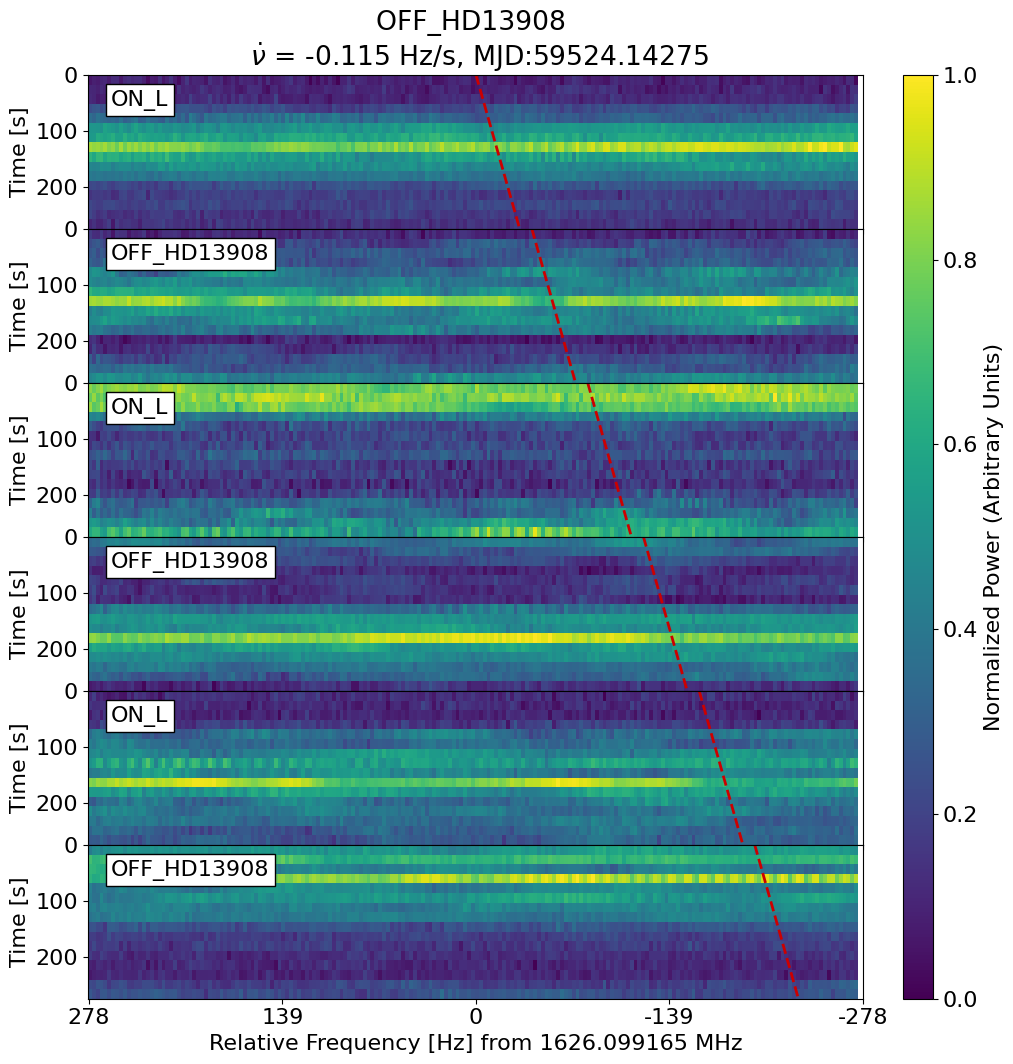 OFF_HD13908
ν̇ = -0.115 Hz/s, MJD:59524.14275
0
100
200
Time [s]
ON_L
0
100
200
Time [s]
OFF_HD13908
0
100
200
Time [s]
ON_L
0
100
200
Time [s]
OFF_HD13908
0
100
200
Time [s]
ON_L
0
100
200
Time [s]
OFF_HD13908
278 139 0 -139 -278
Relative Frequency [Hz] from 1626.099165 MHz
1.0
0.8
0.6
0.4
0.2
0.0
Normalized Power (Arbitrary Units)